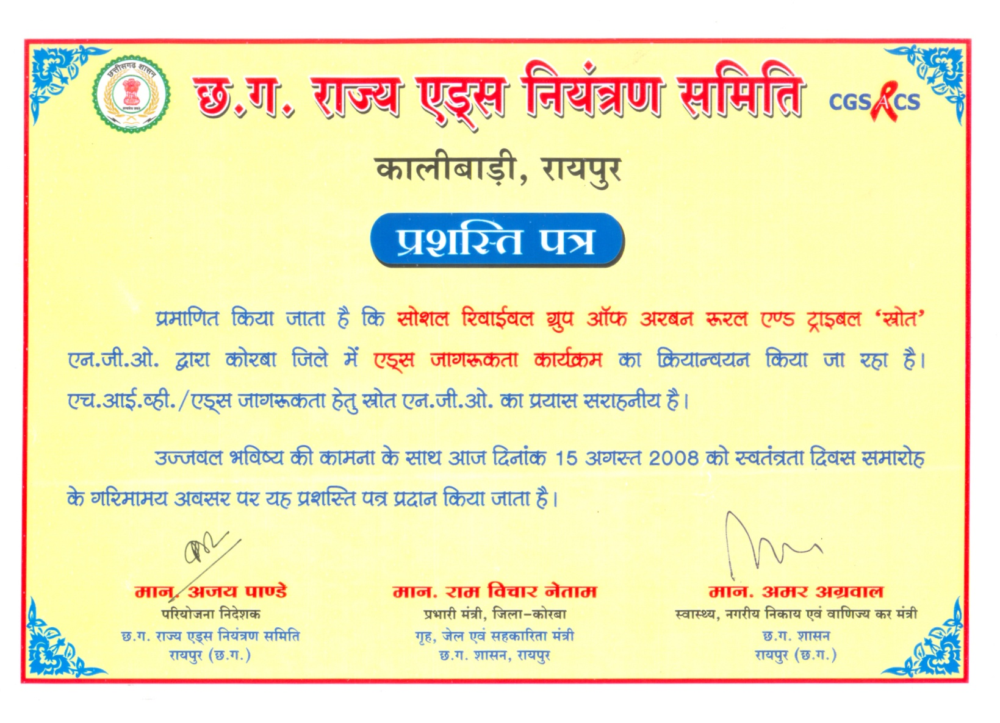 छत्तीसगढ़ शासन
छ.ग. राज्य एड्स नियंत्रण समिति
CGSACS
कालीबाड़ी, रायपुर
प्रशस्ति पत्र
प्रमाणित किया जाता है कि सोशल रिवाईवल ग्रुप ऑफ अरबन रूरल एण्ड ट्राइबल ‘स्रोत’
एन.जी.ओ. द्वारा कोरबा जिले में एड्स जागरूकता कार्यक्रम का क्रियान्वयन किया जा रहा है।
एच.आई.व्ही./एड्स जागरूकता हेतु स्रोत एन.जी.ओ. का प्रयास सराहनीय है।
उज्जवल भविष्य की कामना के साथ आज दिनांक 15 अगस्त 2008 को स्वतंत्रता दिवस समारोह
के गरिमामय अवसर पर यह प्रशस्ति पत्र प्रदान किया जाता है।
मान. अजय पाण्डे
परियोजना निदेशक
छ.ग. राज्य एड्स नियंत्रण समिति
रायपुर (छ.ग.)
मान. राम विचार नेताम
प्रभारी मंत्री, जिला-कोरबा
गृह, जेल एवं सहकारिता मंत्री
छ.ग. शासन, रायपुर
मान. अमर अग्रवाल
स्वास्थ्य, नगरीय निकाय एवं वाणिज्य कर मंत्री
छ.ग. शासन
रायपुर (छ.ग.)